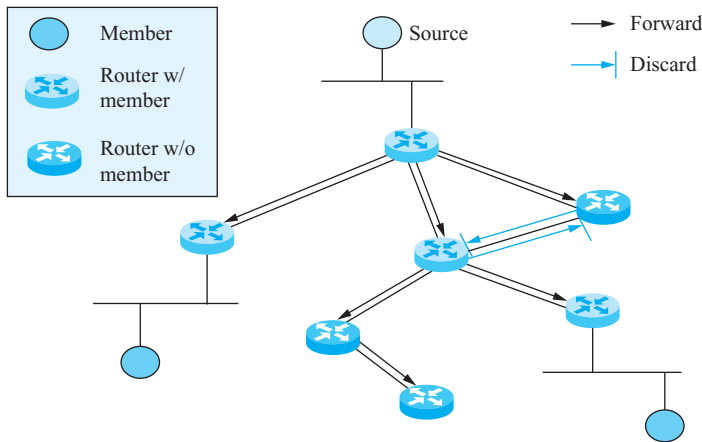 Member
Router w/
member
Router w/o
member
Source
Forward
Discard